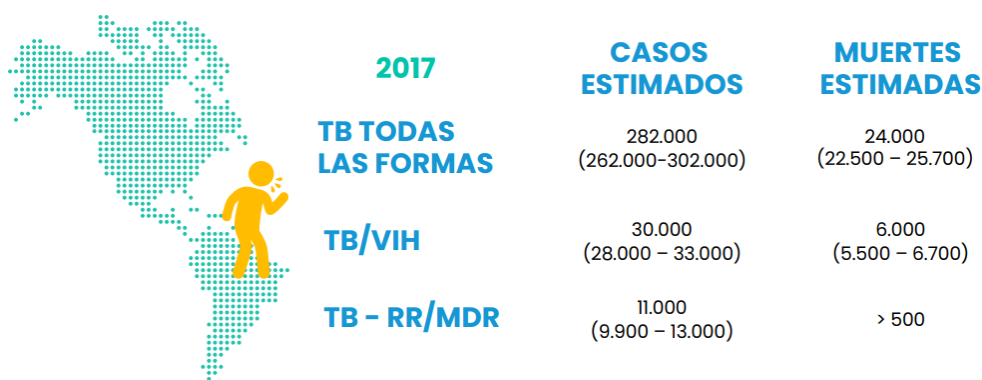 2017
CASOS
ESTIMADOS
MUERTES
ESTIMADAS
TB TODAS
LAS FORMAS
282.000
(262.000-302.000)
24.000
(22.500 – 25.700)
TB/VIH
30.000
(28.000 – 33.000)
6.000
(5.500 – 6.700)
TB - RR/MDR
11.000
(9.900 – 13.000)
> 500